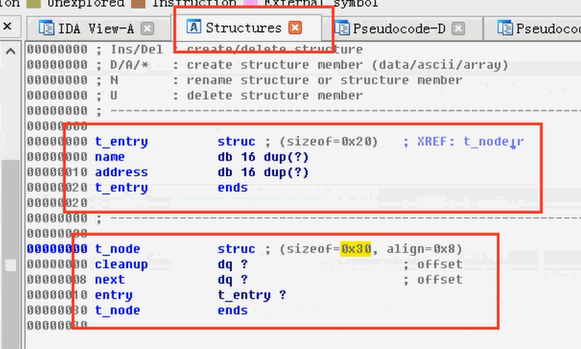 Unexplored Instruction External symbol
IDA View-A Structures Pseudocode-D Pseudocod
00000000 ; Ins/Del : create/delete structure
00000000 ; D/A/* : create structure member (data/ascii/array)
00000000 ; N : rename structure or structure member
00000000 ; U : delete structure member
00000000 ; ---------------------------------------------------------------
00000000
00000000 t_entry struc ; (sizeof=0x20) ; XREF: t_node↓r
00000000 name db 16 dup(?)
00000010 address db 16 dup(?)
00000020 t_entry ends
00000020
00000000 ; ---------------------------------------------------------------
00000000
00000000 t_node struc ; (sizeof=0x30, align=0x8)
00000000 cleanup dq ? ; offset
00000008 next dq ? ; offset
00000010 entry t_entry ?
00000030 t_node ends
00000030